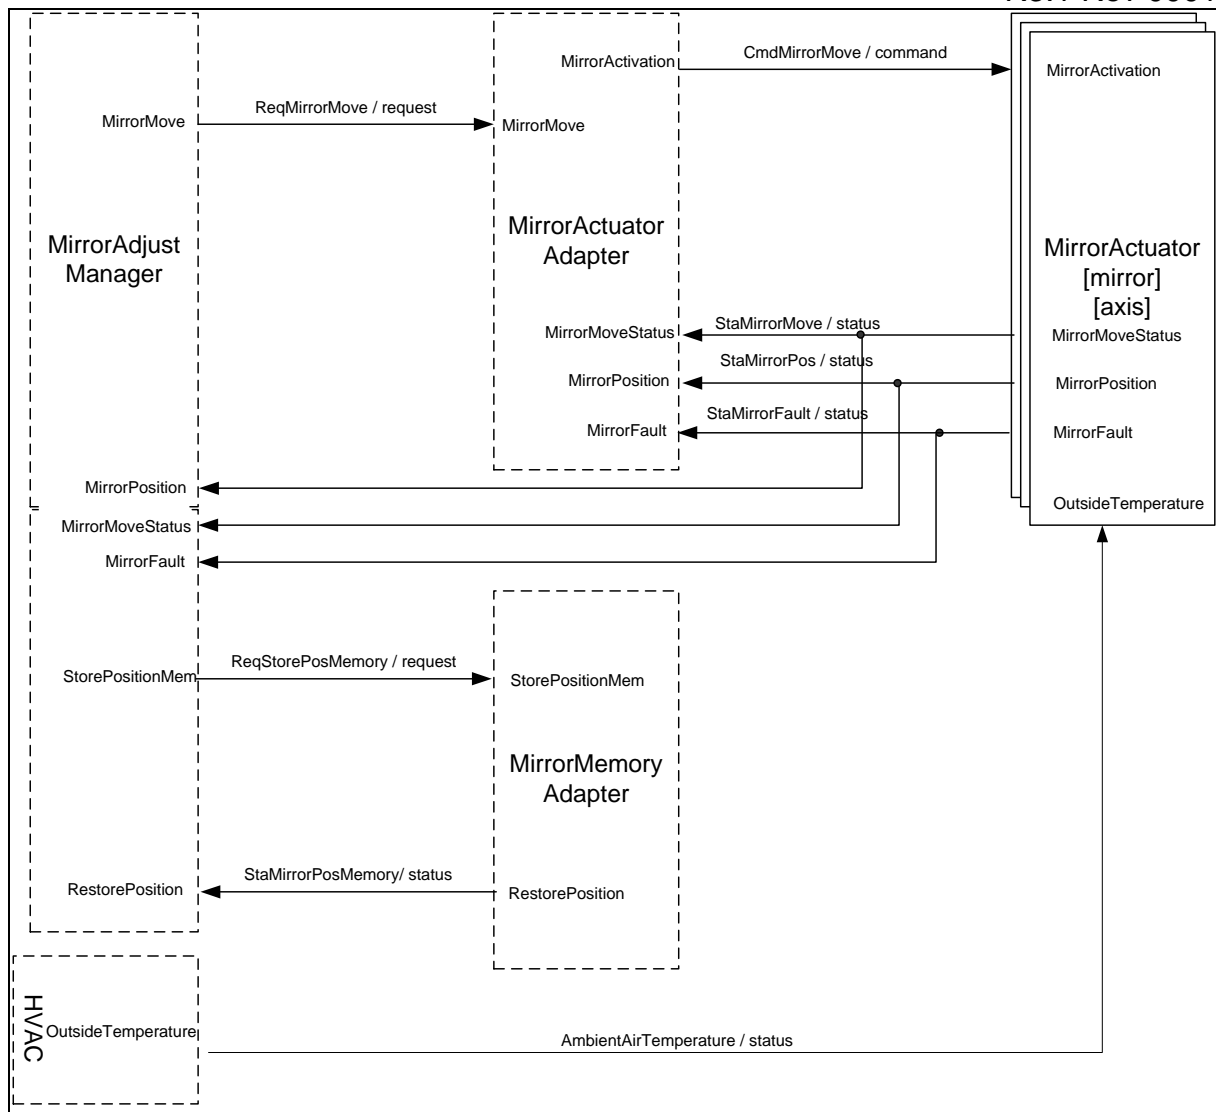 MirrorActivation
CmdMirrorMove / command
MirrorActivation
MirrorMove
ReqMirrorMove / request
MirrorMove
MirrorAdjust
Manager
MirrorActuator
Adapter
MirrorActuator
[mirror]
[axis]
MirrorMoveStatus
StaMirrorMove / status
MirrorMoveStatus
MirrorPosition
StaMirrorPos / status
MirrorPosition
MirrorFault
StaMirrorFault / status
MirrorFault
MirrorPosition
OutsideTemperature
MirrorMoveStatus
MirrorFault
StorePositionMem
ReqStorePosMemory / request
StorePositionMem
MirrorMemory
Adapter
RestorePosition
StaMirrorPosMemory/ status
RestorePosition
HVAC
OutsideTemperature
AmbientAirTemperature / status